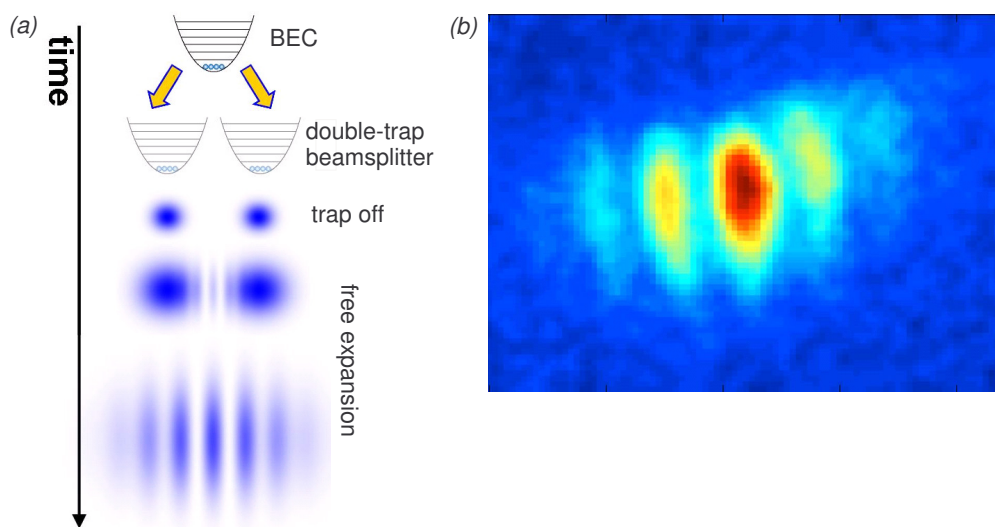 (a)
time
BEC
double-trap
beamsplitter
trap off
free expansion
(b)